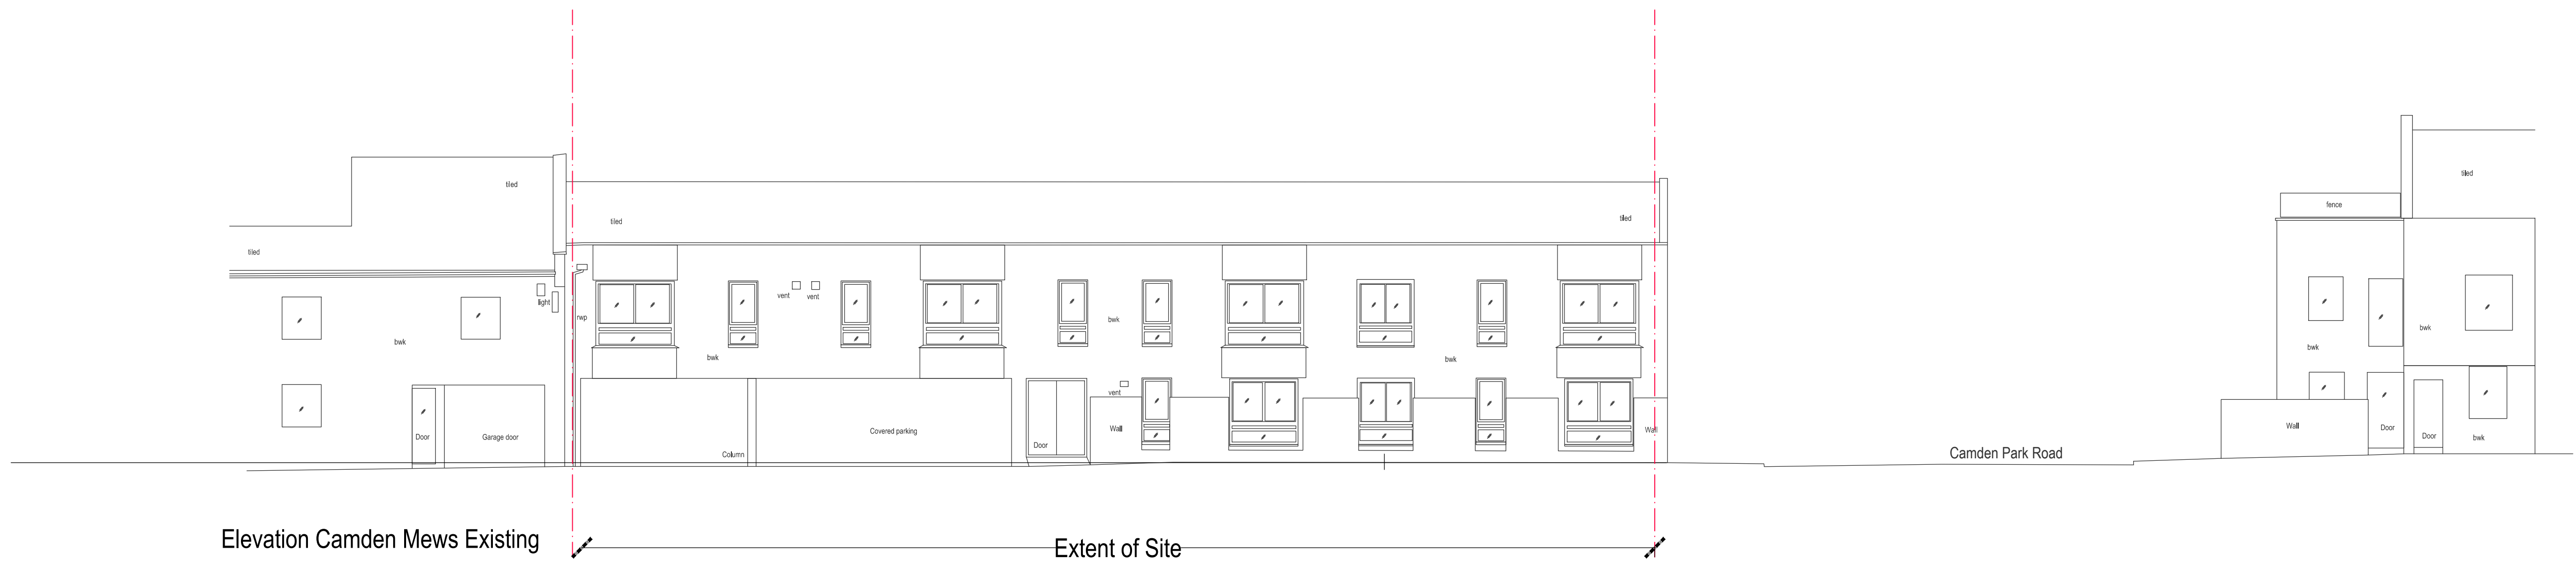 tiled
tiled
light
bwk
Door
Garage door
rwp
tiled
tiled
vent
vent
bwk
bwk
bwk
Column
Covered parking
Door
vent
Wall
Wall
Camden Park Road
fence
tiled
bwk
bwk
Wall
Door
Door
bwk
Elevation Camden Mews Existing
Extent of Site